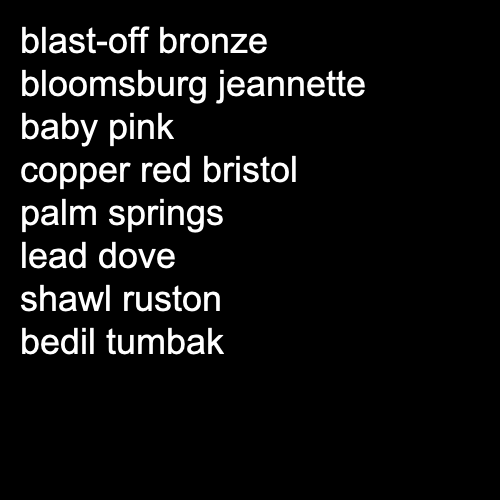 blast-off bronze
bloomsburg jeannette
baby pink
copper red bristol
palm springs
lead dove
shawl ruston
bedil tumbak